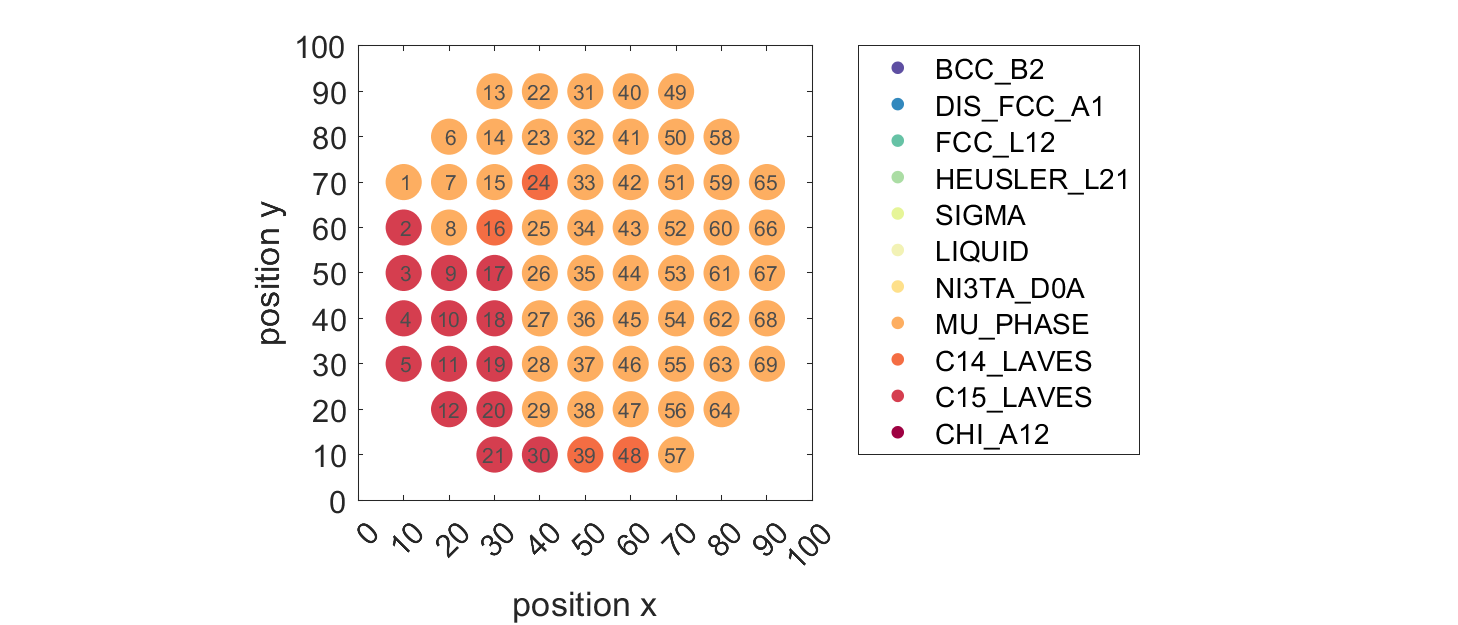 100
90 13 22 31 40 49
80 6 14 23 32 41 50 58
70 1 7 15 24 33 42 51 59 65
60 2 8 16 25 34 43 52 60 66
50 3 9 17 26 35 44 53 61 67
40 4 10 18 27 36 45 54 62 68
30 5 11 19 28 37 46 55 63 69
20 12 20 29 38 47 56 64
10 21 30 39 48 57
0
position y
0 10 20 30 40 50 60 70 80 90 100
position x
BCC_B2
DIS_FCC_A1
FCC_L12
HEUSLER_L21
SIGMA
LIQUID
NI3TA_D0A
MU_PHASE
C14_LAVES
C15_LAVES
CHI_A12